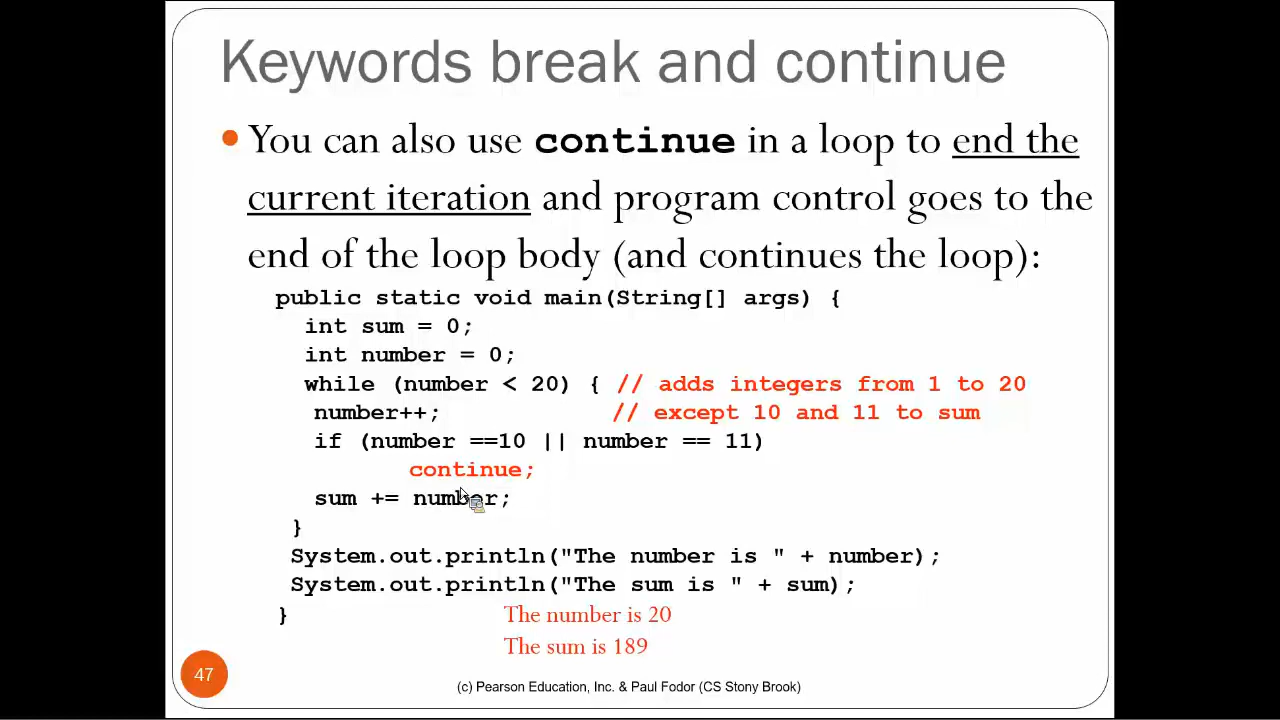 Keywords break and continue
You can also use continue in a loop to end the
current iteration and program control goes to the
end of the loop body (and continues the loop):
public static void main(String[] args) {
int sum = 0;
int number = 0;
while (number < 20) { // adds integers from 1 to 20
number++; // except 10 and 11 to sum
if (number ==10 || number == 11)
continue;
sum += number;
}
System.out.println("The number is " + number);
System.out.println("The sum is " + sum);
}
The number is 20
The sum is 189
47
(c) Pearson Education, Inc. & Paul Fodor (CS Stony Brook)